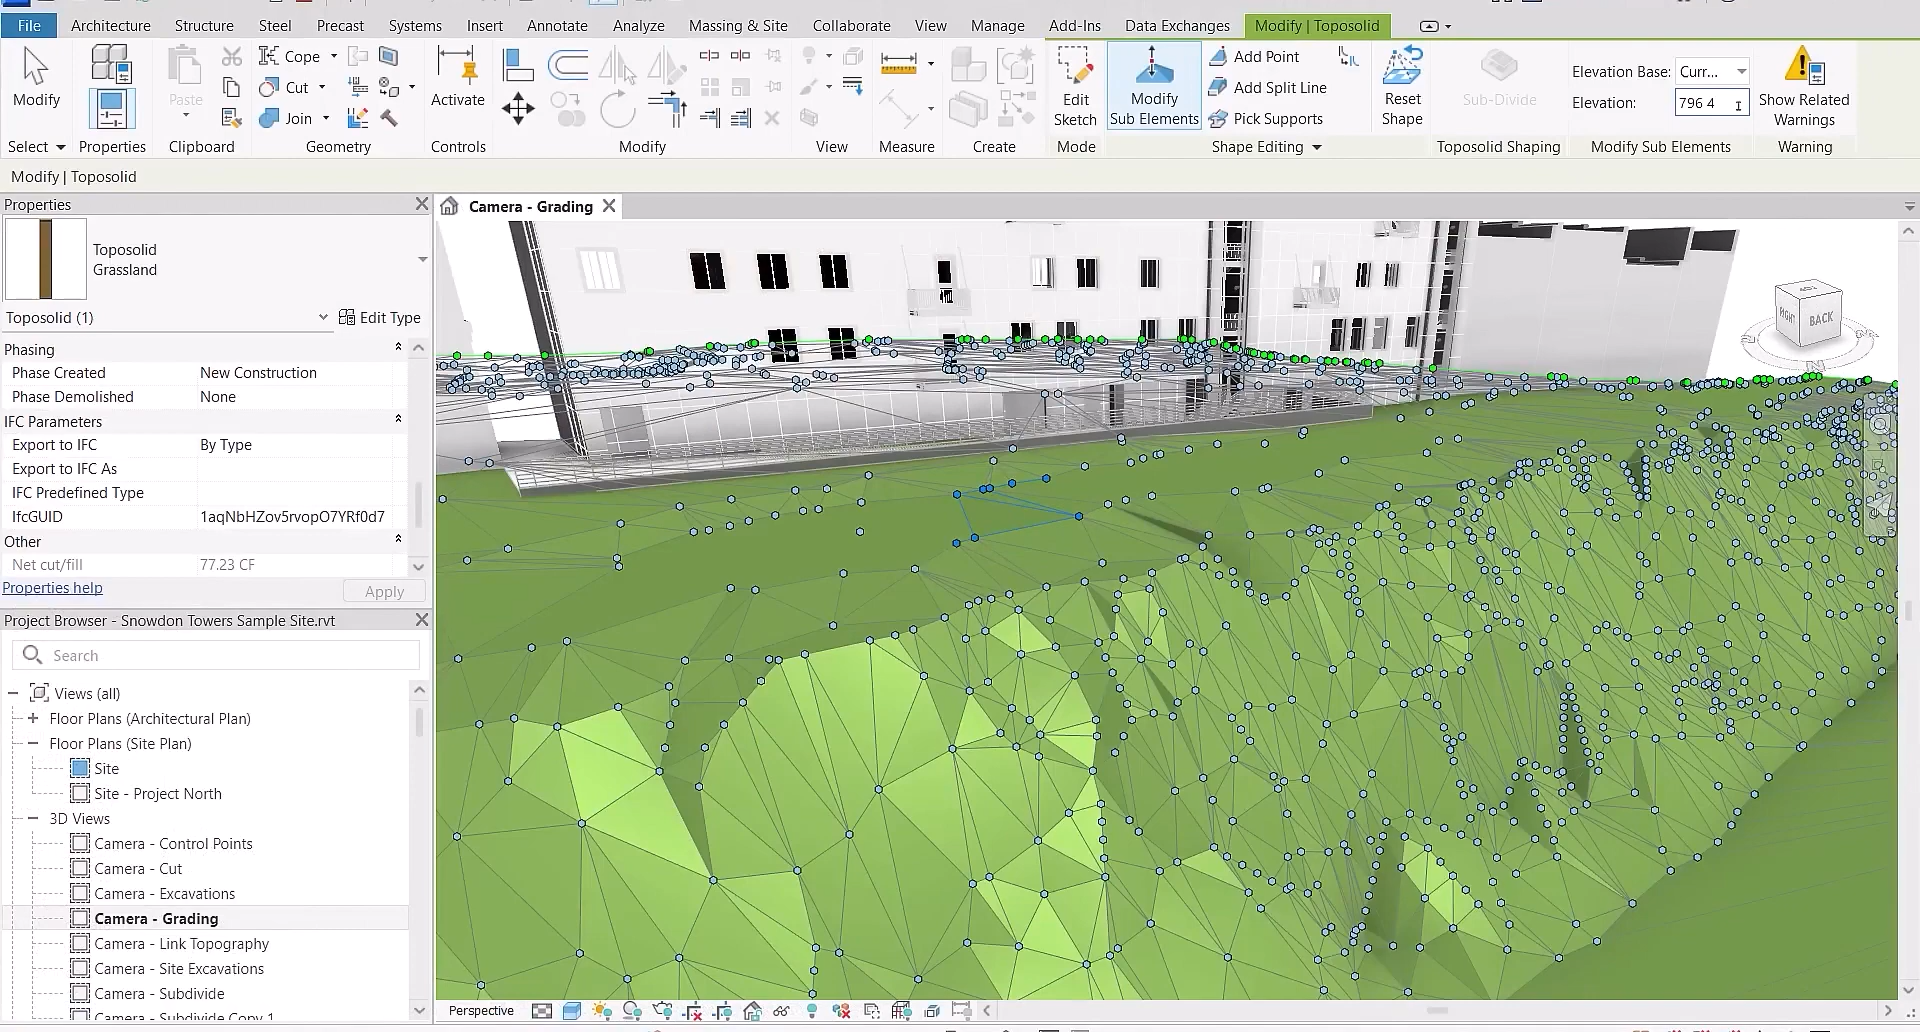 File Architecture Structure Steel Precast Systems Insert Annotate Analyze Massing & Site Collaborate View Manage Add-Ins Data Exchanges Modify | Toposolid
Modify Paste Cope Cut Join Activate Edit Sketch Modify Sub Elements Add Point Add Split Line Pick Supports Reset Shape Sub-Divide Elevation Base: Curr... Elevation: 796 4 Show Related Warnings
Select Properties Clipboard Geometry Controls Modify View Measure Create Mode Shape Editing Toposolid Shaping Modify Sub Elements Warning
Modify | Toposolid
Properties
Toposolid
Grassland
Toposolid (1) Edit Type
Phasing
Phase Created New Construction
Phase Demolished None
IFC Parameters
Export to IFC By Type
Export to IFC As
IFC Predefined Type
IfcGUID 1aqNbHZov5rvopO7YRf0d7
Other
Net cut/fill 77.23 CF
Properties help Apply
Project Browser - Snowdon Towers Sample Site.rvt
Search
Views (all)
Floor Plans (Architectural Plan)
Floor Plans (Site Plan)
Site
Site - Project North
3D Views
Camera - Control Points
Camera - Cut
Camera - Excavations
Camera - Grading
Camera - Link Topography
Camera - Site Excavations
Camera - Subdivide
Camera - Subdivide Copy 1
Camera - Grading
RIGHT BACK
Perspective